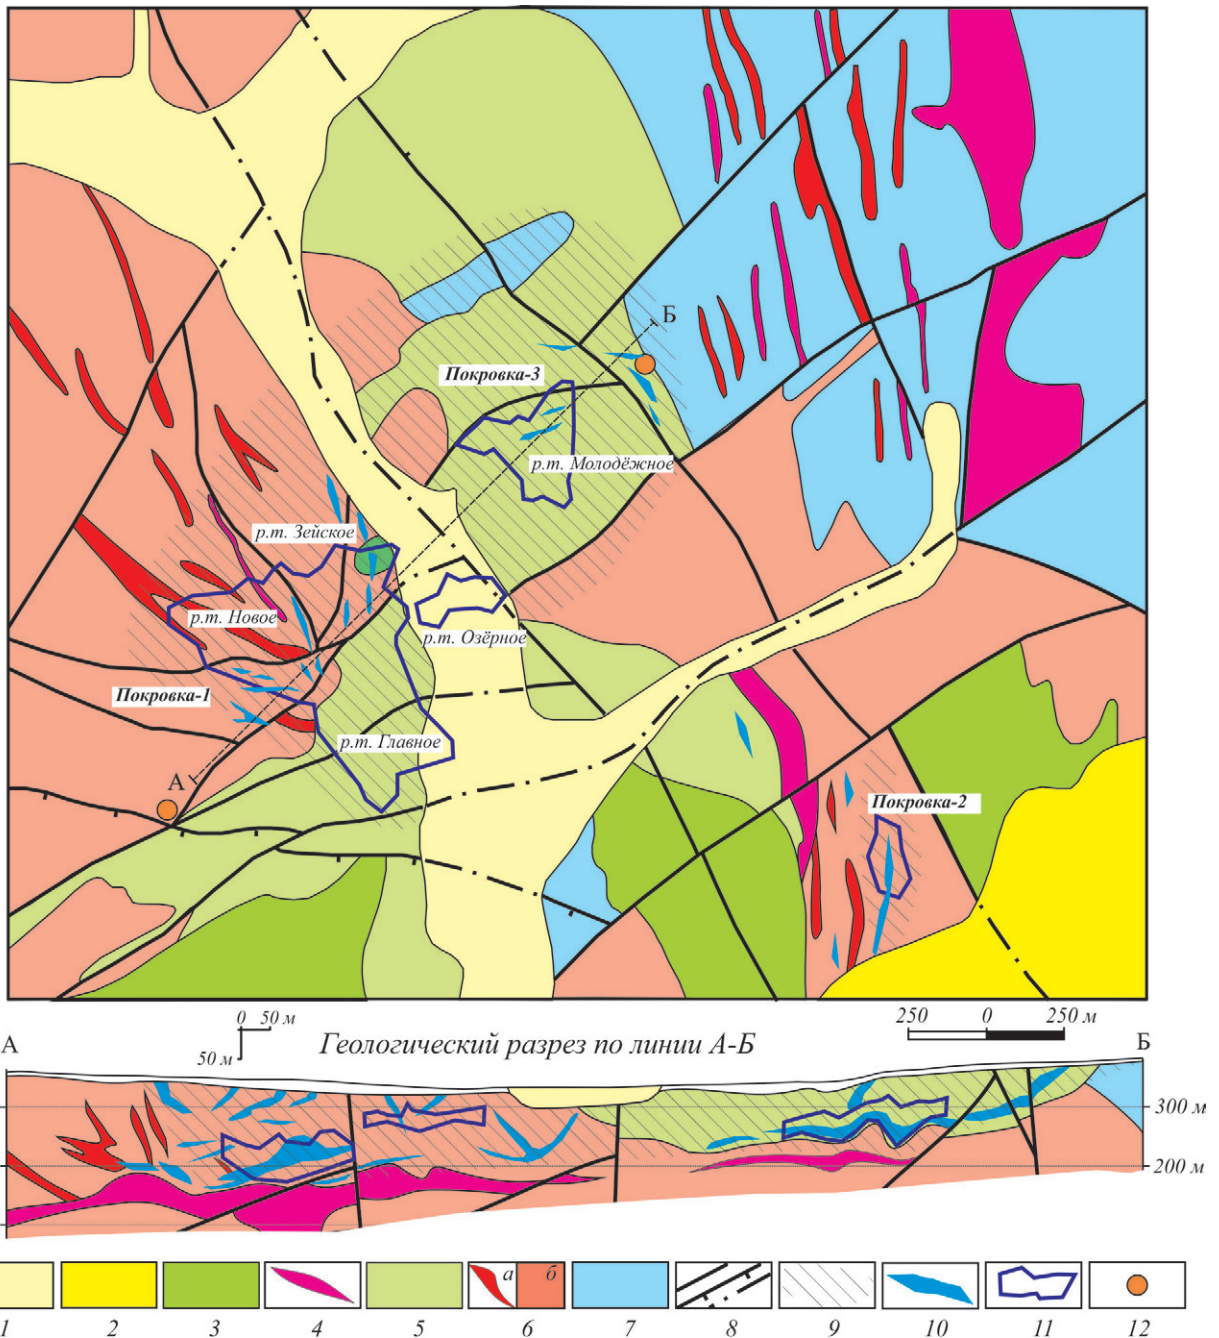 Б
Покровка-3
р.т. Молодёжное
р.т. Зейское
р.т. Новое
р.т. Озёрное
Покровка-1
р.т. Главное
А
Покровка-2
0 50 м
50 м
250 0 250 м
А
Геологический разрез по линии А-Б
Б
300 м
200 м
а б
1 2 3 4 5 6 7 8 9 10 11 12